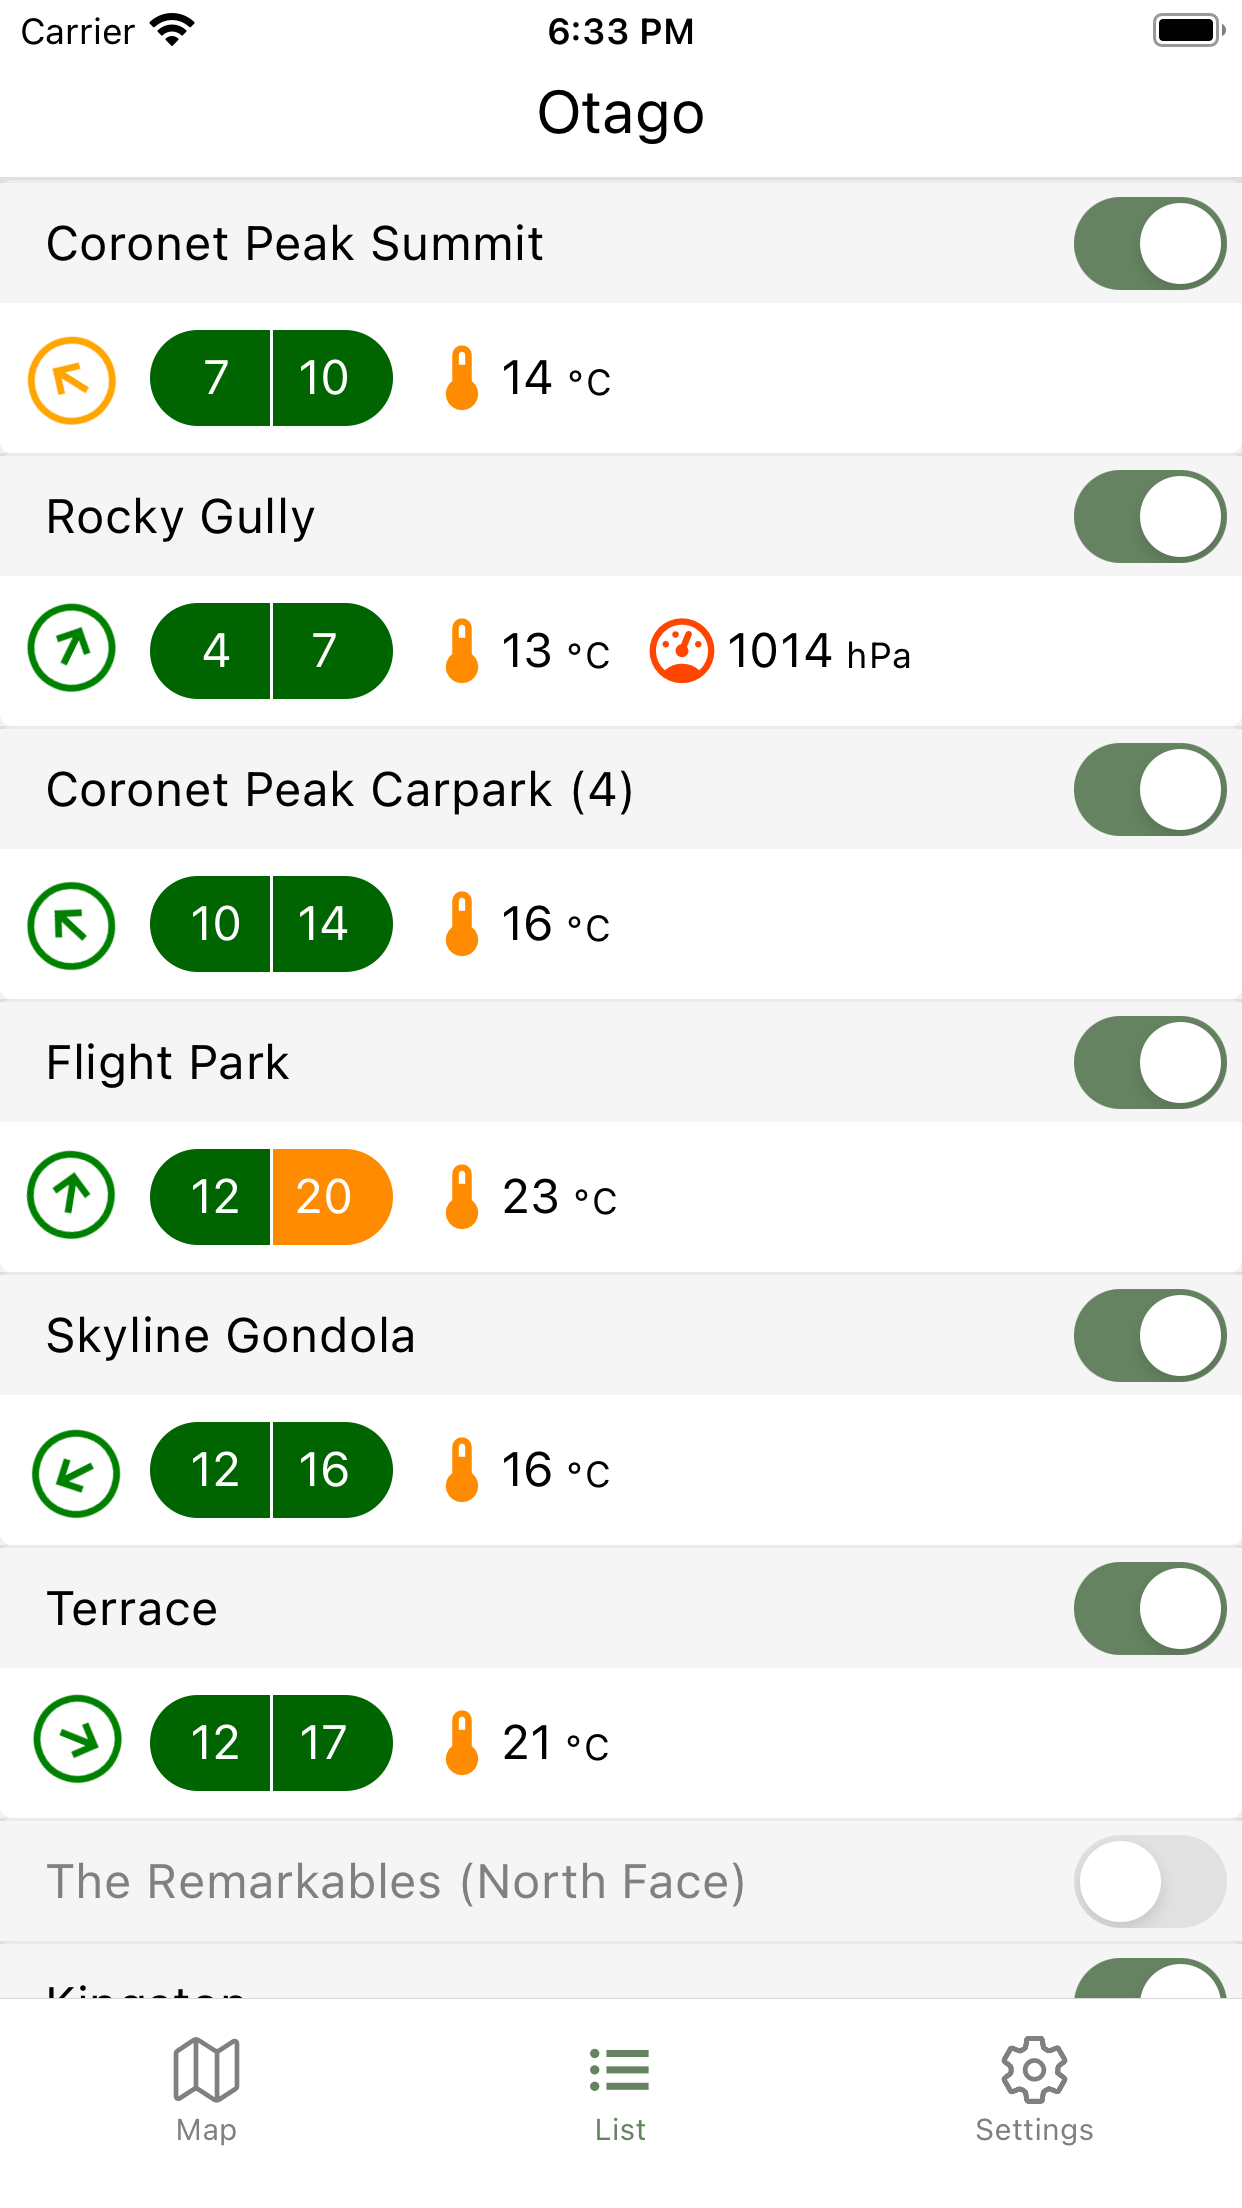 Carrier 6:33 PM
Otago
Coronet Peak Summit
7 10 14 °C
Rocky Gully
4 7 13 °C 1014 hPa
Coronet Peak Carpark (4)
10 14 16 °C
Flight Park
12 20 23 °C
Skyline Gondola
12 16 16 °C
Terrace
12 17 21 °C
The Remarkables (North Face)
Kingston
Map List Settings